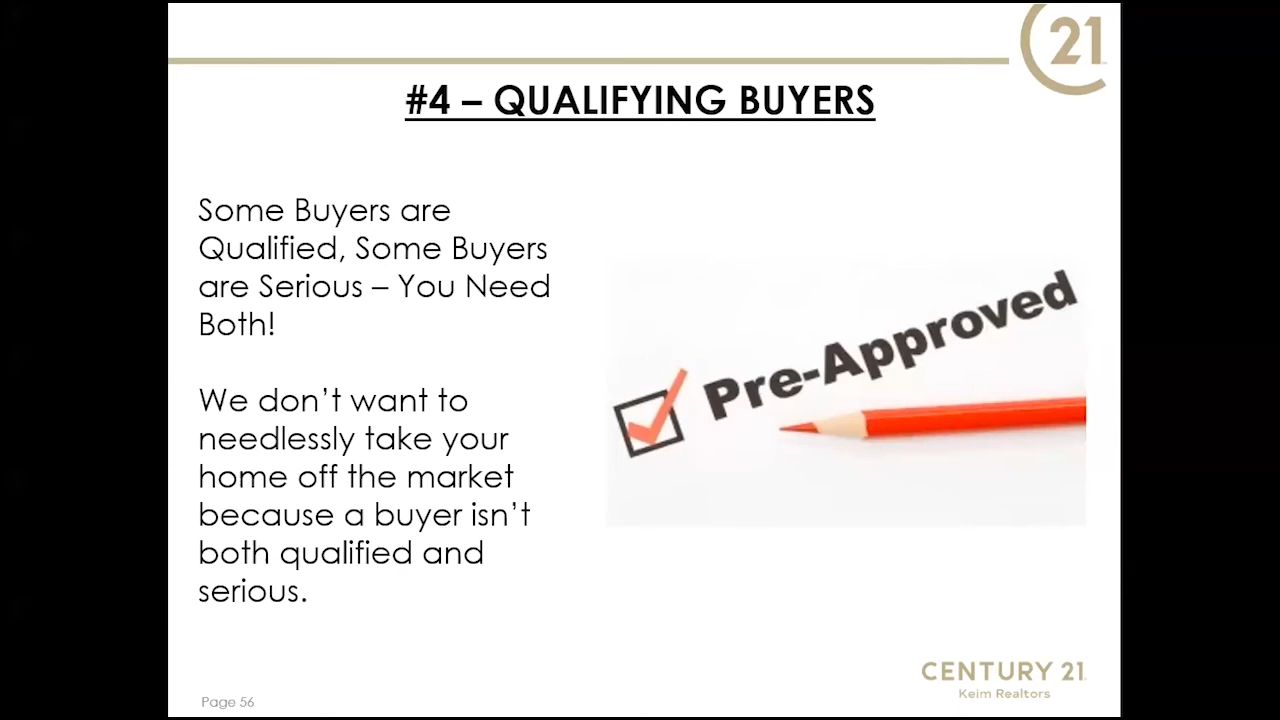 21
#4 – QUALIFYING BUYERS
Some Buyers are
Qualified, Some Buyers
are Serious – You Need
Both!
We don’t want to
needlessly take your
home off the market
because a buyer isn’t
both qualified and
serious.
Pre-Approved
CENTURY 21
Keim Realtors
Page 56